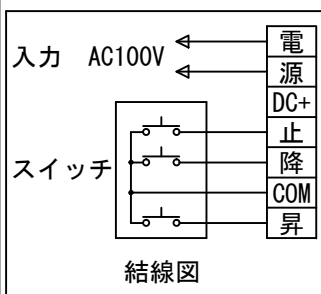 入力 AC100V
スイッチ
電
源
DC+
止
降
COM
昇
結線図